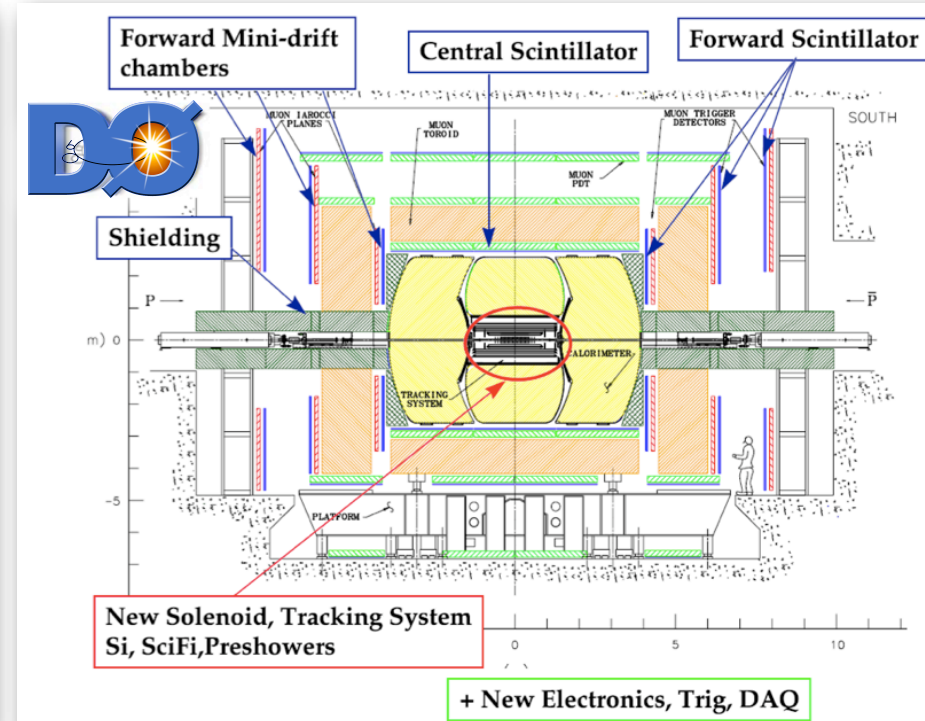 Forward Mini-drift
chambers
Central Scintillator
Forward Scintillator
DØ
MUON IAROCCI
PLANES
MUON
TOROID
MUON TRIGGER
DETECTORS
SOUTH
MUON
PDT
Shielding
P
P̅
m) 0
CALORIMETER
TRACKING
SYSTEM
-5
PLATFORM
New Solenoid, Tracking System
Si, SciFi,Preshowers
0 5 10
+ New Electronics, Trig, DAQ